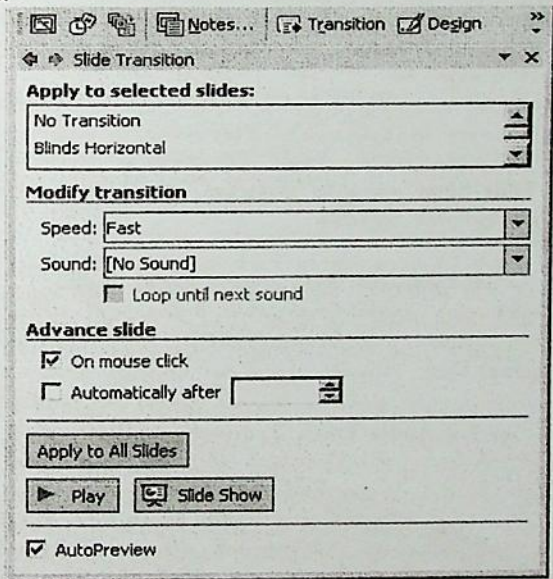 Notes... Transition Design
Slide Transition
Apply to selected slides:
No Transition
Blinds Horizontal
Modify transition
Speed: Fast
Sound: [No Sound]
Loop until next sound
Advance slide
On mouse click
Automatically after
Apply to All Slides
Play Slide Show
AutoPreview